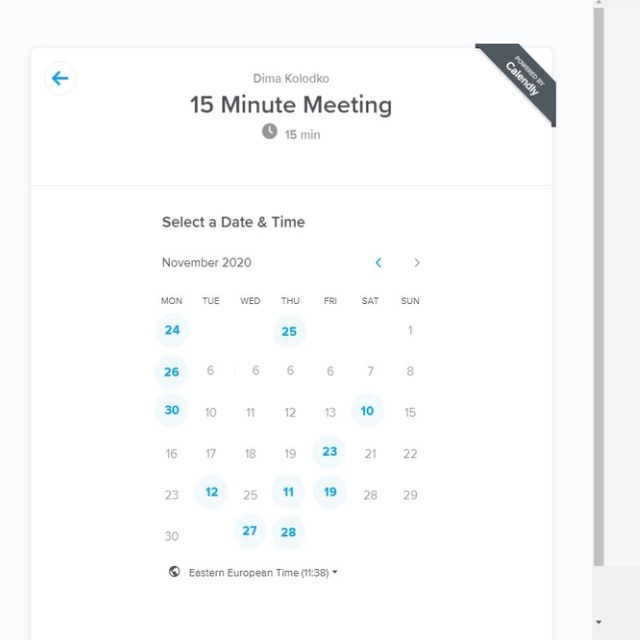 POWERED BY
Calendly
Dima Kolodko
15 Minute Meeting
15 min
Select a Date & Time
November 2020
MON TUE WED THU FRI SAT SUN
24 25 1
26 6 6 6 6 7 8
30 10 11 12 13 10 15
16 17 18 19 23 21 22
23 12 25 11 19 28 29
30 27 28
Eastern European Time (11:38)